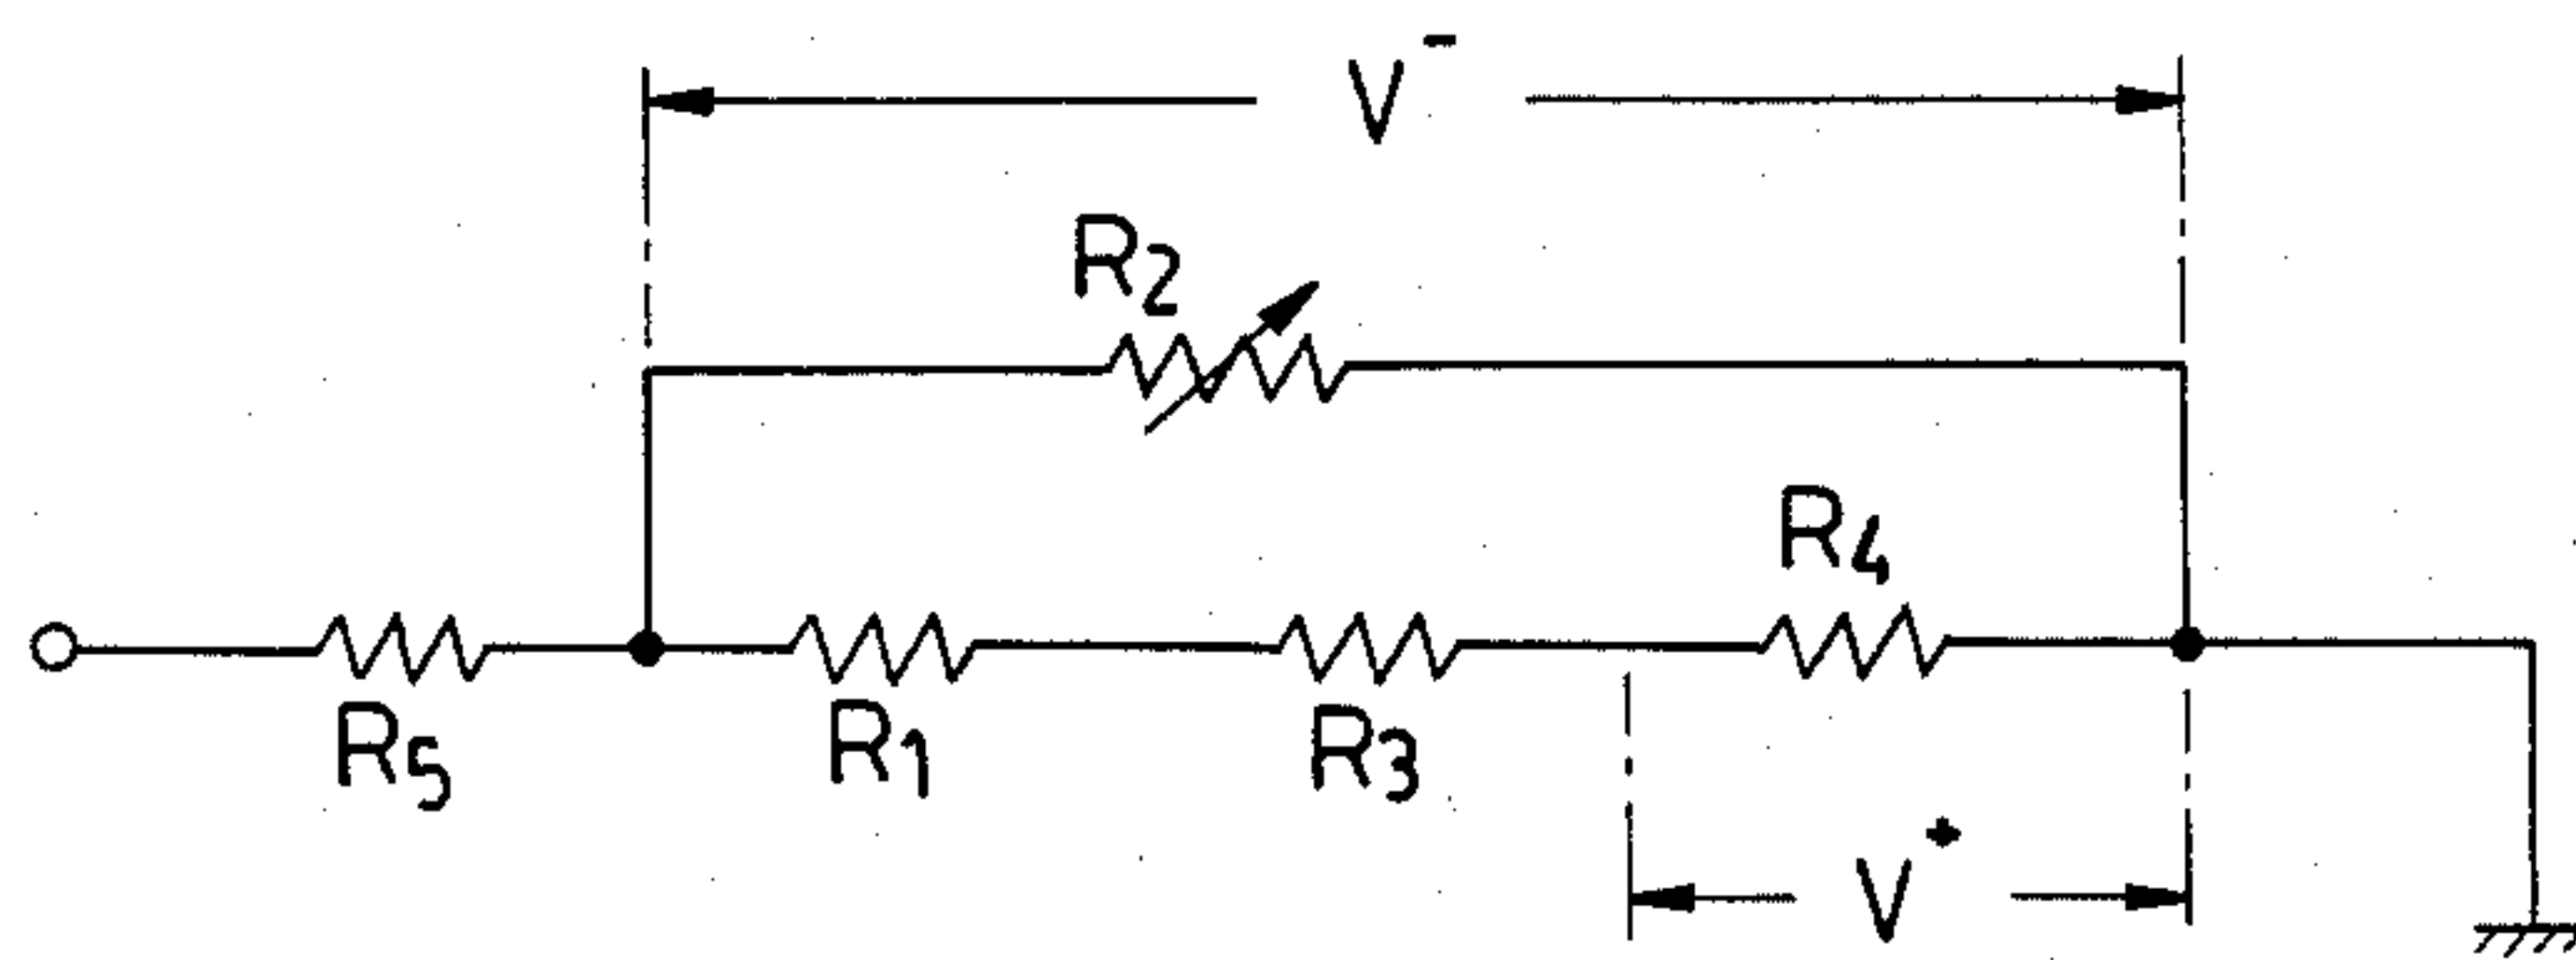 V⁻
R₂
R₄
R₅
R₁
R₃
V⁺